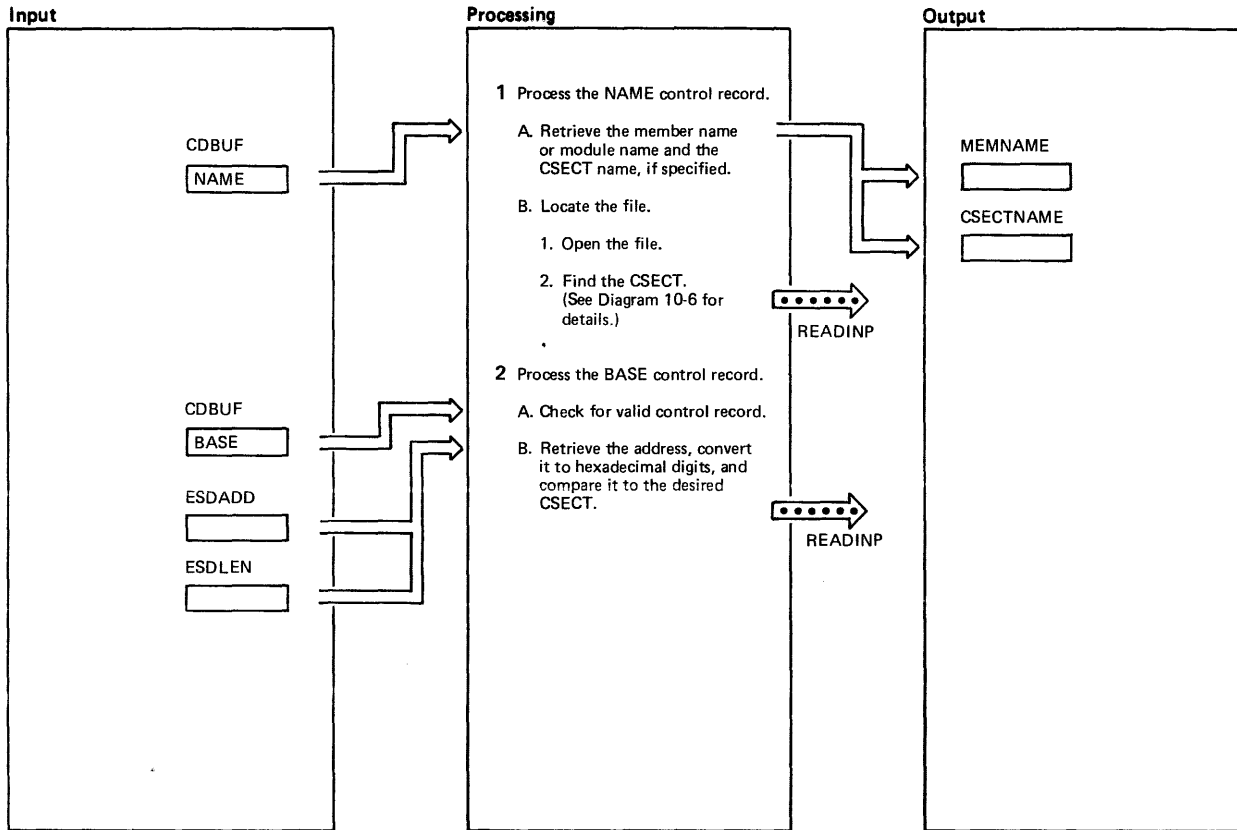 Input
Processing
Output
CDBUF
NAME
CDBUF
BASE
ESDADD
ESDLEN
1 Process the NAME control record.
A. Retrieve the member name
or module name and the
CSECT name, if specified.
B. Locate the file.
1. Open the file.
2. Find the CSECT.
(See Diagram 10-6 for
details.)
READINP
2 Process the BASE control record.
A. Check for valid control record.
B. Retrieve the address, convert
it to hexadecimal digits, and
compare it to the desired
CSECT.
READINP
MEMNAME
CSECTNAME